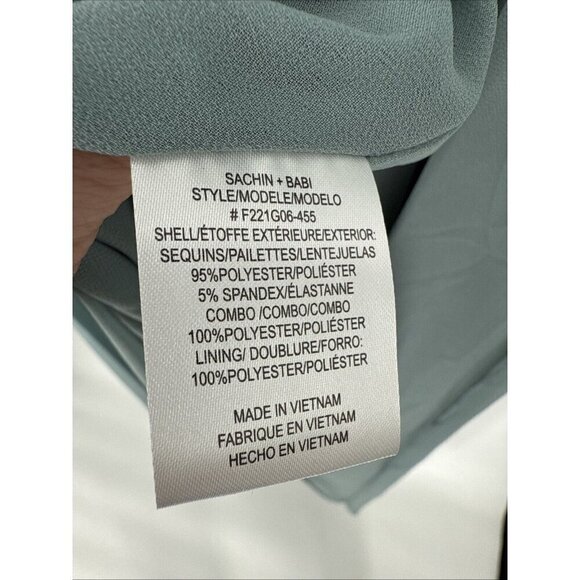 SACHIN + BABI
STYLE/MODELE/MODELO
# F221G06-455
SHELL/ÉTOFFE EXTÉRIEURE/EXTERIOR:
SEQUINS/PAILETTES/LENTEJUELAS
95%POLYESTER/POLIÉSTER
5% SPANDEX/ÉLASTANNE
COMBO /COMBO/COMBO
100%POLYESTER/POLIÉSTER
LINING/ DOUBLURE/FORRO:
100%POLYESTER/POLIÉSTER
MADE IN VIETNAM
FABRIQUE EN VIETNAM
HECHO EN VIETNAM